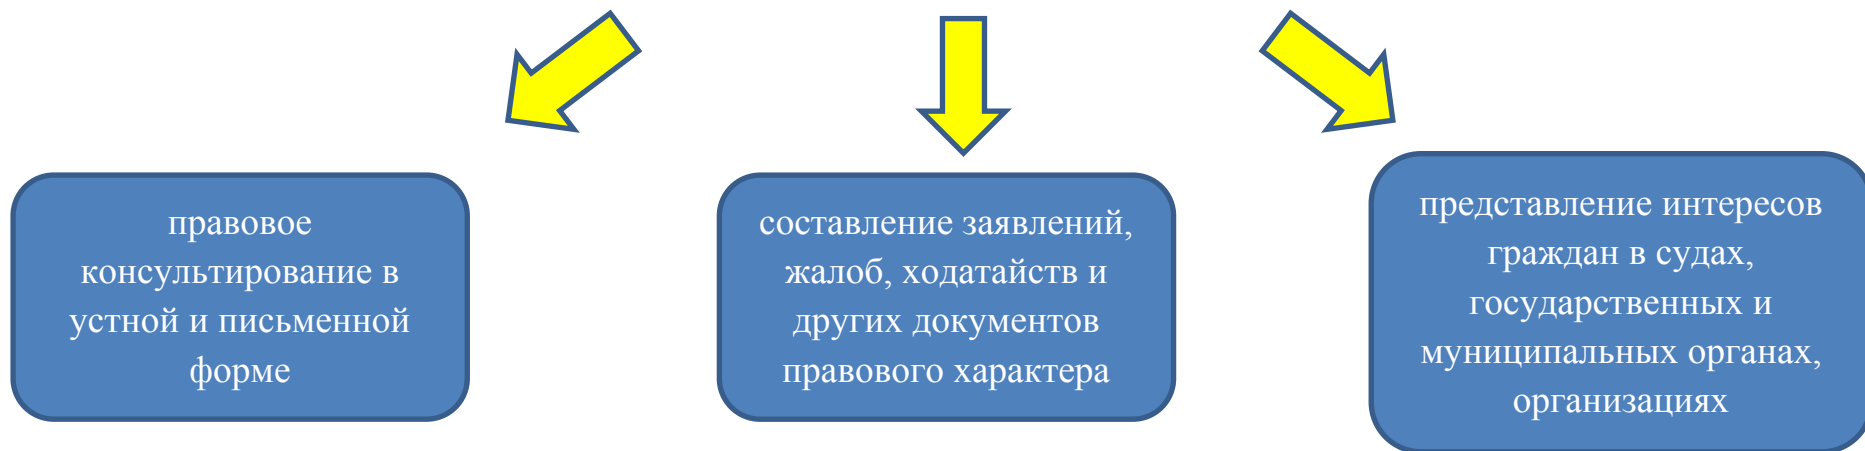 правовое
консультирование в
устной и письменной
форме
составление заявлений,
жалоб, ходатайств и
других документов
правового характера
представление интересов
граждан в судах,
государственных и
муниципальных органах,
организациях